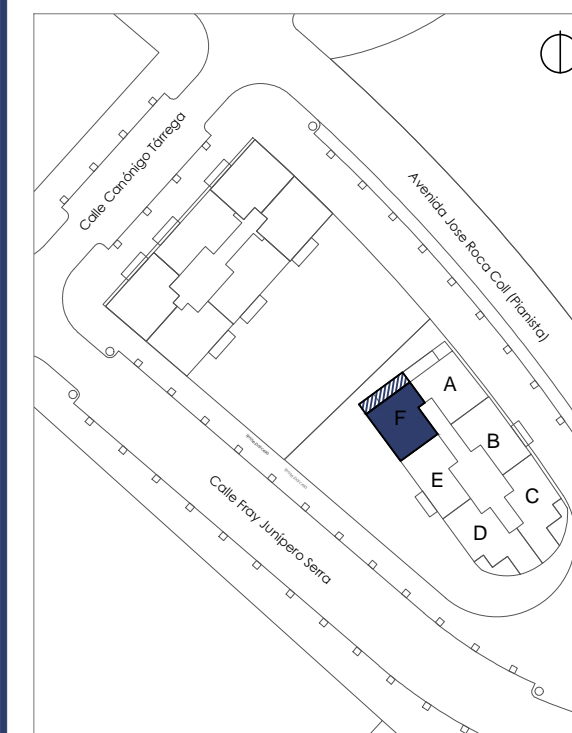 Calle Canónigo Tárrega
Avenida Jose Roca Coll (Pianista)
A
F
B
E
C
D
Calle Fray Junípero Serra